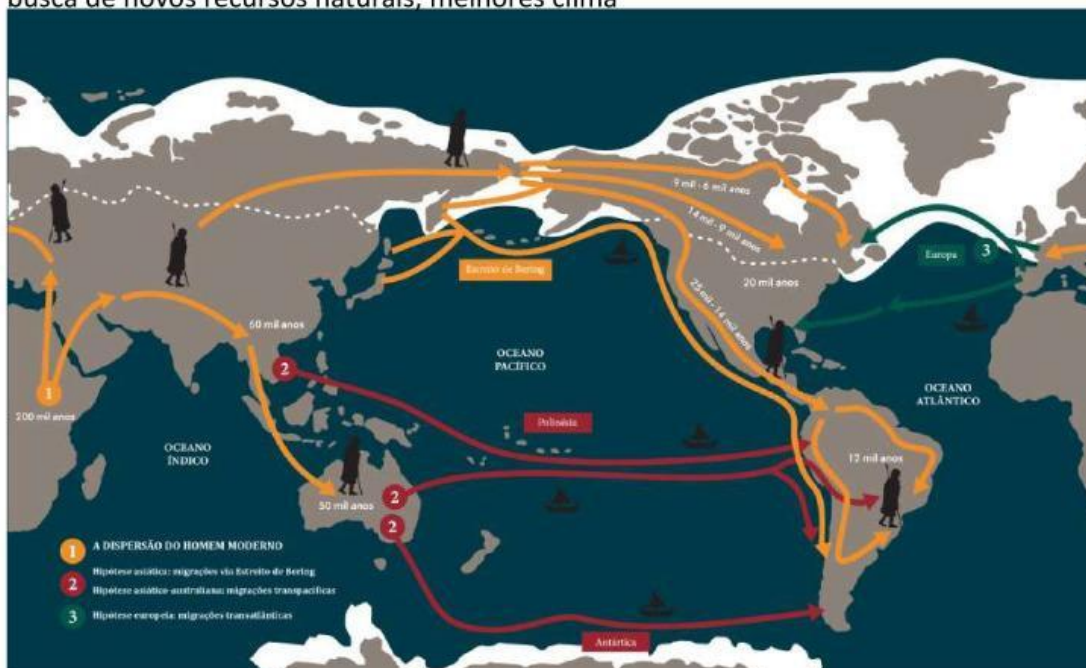 busca de novos recursos naturais, melhores clima
9 mil - 6 mil anos
14 mil - 9 mil anos
Europa
3
Estreito de Bering
20 mil anos
25 mil - 14 mil anos
60 mil anos
OCEANO
PACÍFICO
2
OCEANO
ATLÂNTICO
1
200 mil anos
Polinésia
OCEANO
ÍNDICO
12 mil anos
2
50 mil anos
2
1 A DISPERSÃO DO HOMEM MODERNO
Hipótese asiática: migrações via Estreito de Bering
2 Hipótese asiático-australiana: migrações transpacíficas
3 Hipótese europeia: migrações transatlânticas
Antártica